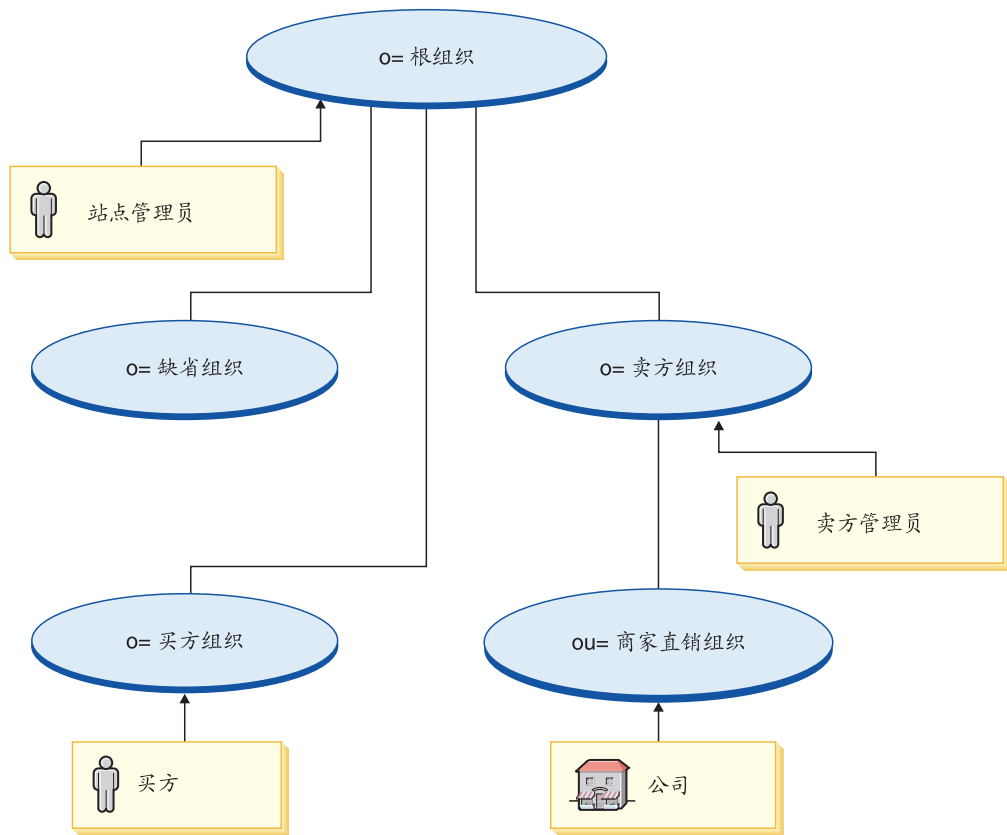 o= 根组织
站点管理员
o= 缺省组织
o= 卖方组织
卖方管理员
o= 买方组织
ou= 商家直销组织
买方
公司